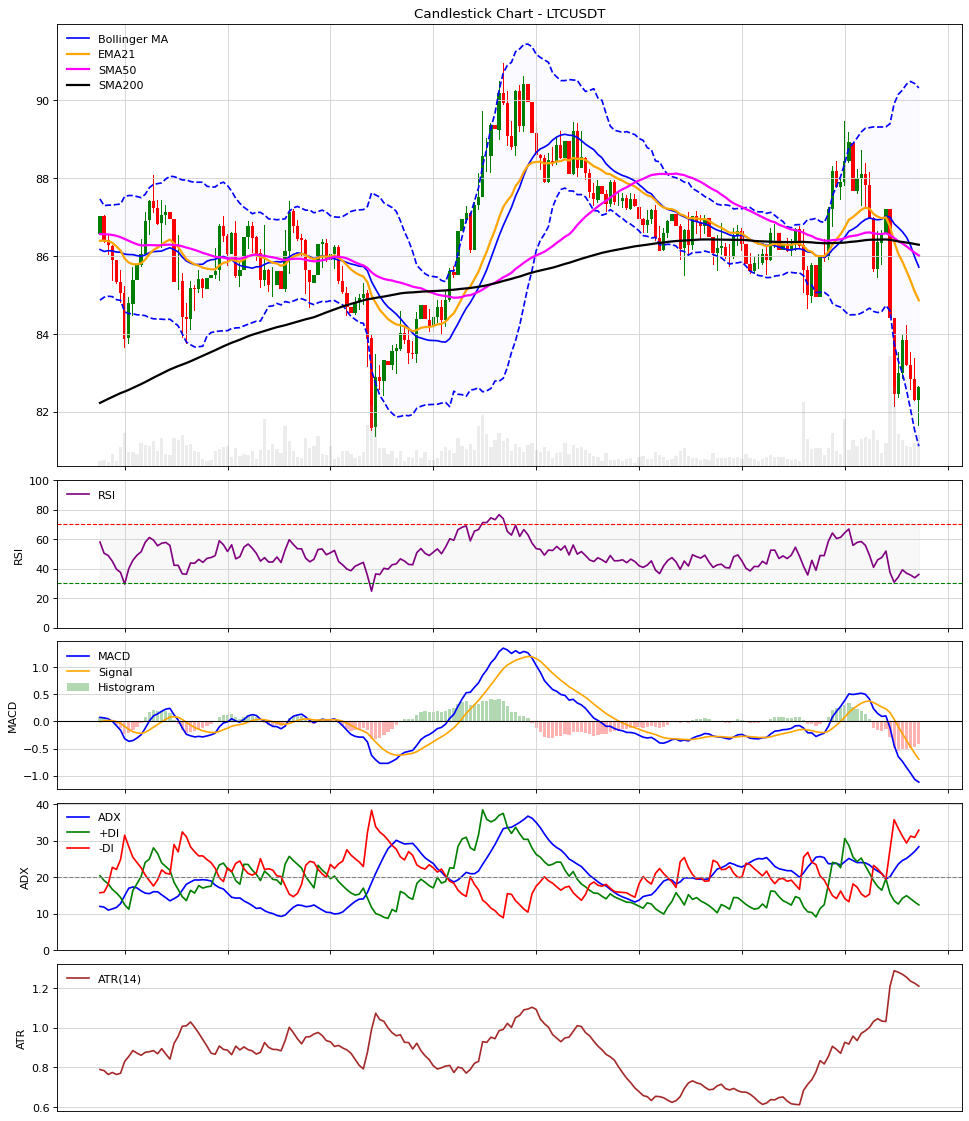 Candlestick Chart - LTCUSDT
Bollinger MA
EMA21
SMA50
SMA200
90
88
86
84
82
RSI
RSI
100
80
60
40
20
0
MACD
Signal
Histogram
MACD
1.0
0.5
0.0
−0.5
−1.0
ADX
+DI
-DI
ADX
40
30
20
10
0
ATR(14)
ATR
1.2
1.0
0.8
0.6